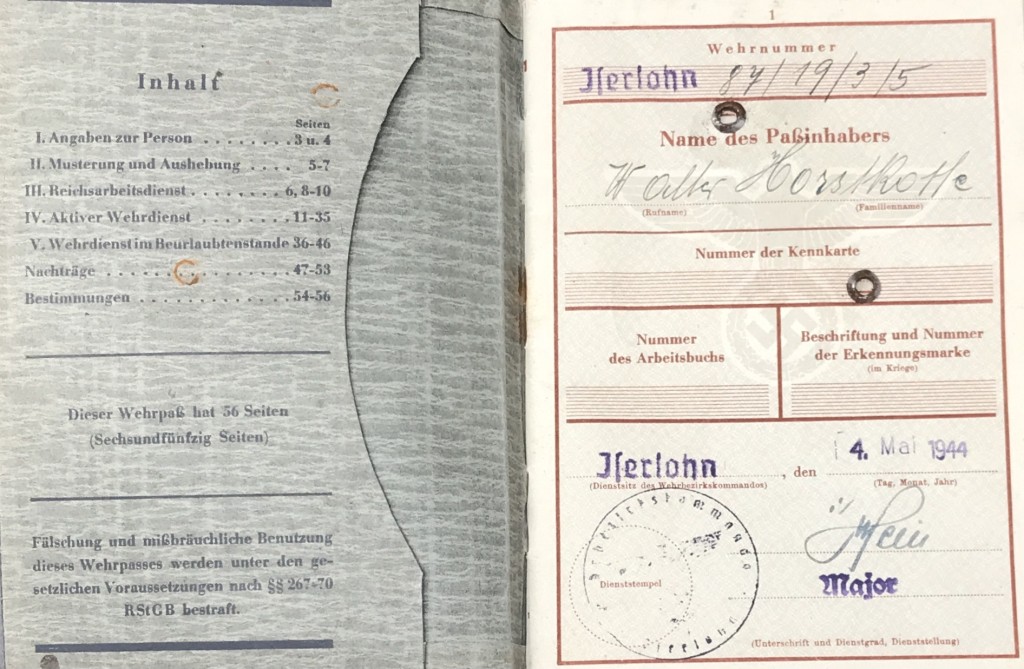 Inhalt
Seiten
I. Angaben zur Person . . . . . . . . 3 u. 4
II. Musterung und Aushebung . . . . 5-7
III. Reichsarbeitsdienst . . . . . . . 6, 8-10
IV. Aktiver Wehrdienst . . . . . . . 11-35
V. Wehrdienst im Beurlaubtenstande 36-46
Nachträge . . . . . . . . . . . . . . 47-53
Bestimmungen . . . . . . . . . . . . 54-56
Dieser Wehrpaß hat 56 Seiten
(Sechsundfünfzig Seiten)
Fälschung und mißbräuchliche Benutzung
dieses Wehrpasses werden unter den ge-
setzlichen Voraussetzungen nach §§ 267-70
RStGB bestraft.
1
Wehrnummer
Iserlohn 87/19/3/5
Name des Paßinhabers
Walter Horstkotte
(Rufname) (Familienname)
Nummer der Kennkarte
Nummer
des Arbeitsbuchs
Beschriftung und Nummer
der Erkennungsmarke
(im Kriege)
Iserlohn, den 4. Mai 1944
(Dienstsitz des Wehrbezirkskommandos) (Tag, Monat, Jahr)
Dienststempel
Major
(Unterschrift und Dienstgrad, Dienststellung)